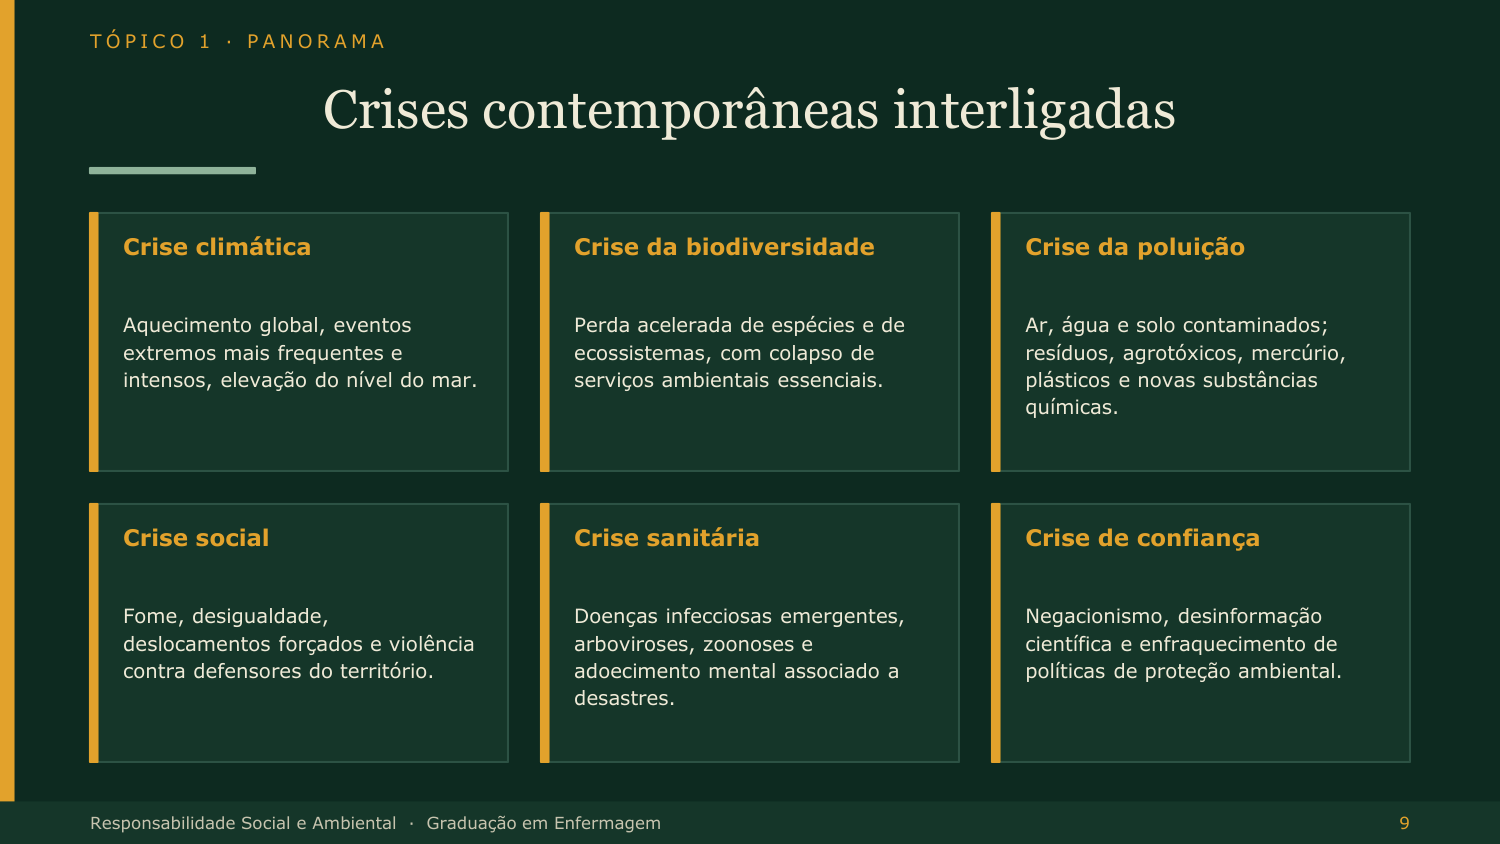 TÓPICO 1 · PANORAMA
Crises contemporâneas interligadas
Crise climática
Aquecimento global, eventos
extremos mais frequentes e
intensos, elevação do nível do mar.
Crise da biodiversidade
Perda acelerada de espécies e de
ecossistemas, com colapso de
serviços ambientais essenciais.
Crise da poluição
Ar, água e solo contaminados;
resíduos, agrotóxicos, mercúrio,
plásticos e novas substâncias
químicas.
Crise social
Fome, desigualdade,
deslocamentos forçados e violência
contra defensores do território.
Crise sanitária
Doenças infecciosas emergentes,
arboviroses, zoonoses e
adoecimento mental associado a
desastres.
Crise de confiança
Negacionismo, desinformação
científica e enfraquecimento de
políticas de proteção ambiental.
Responsabilidade Social e Ambiental · Graduação em Enfermagem
9